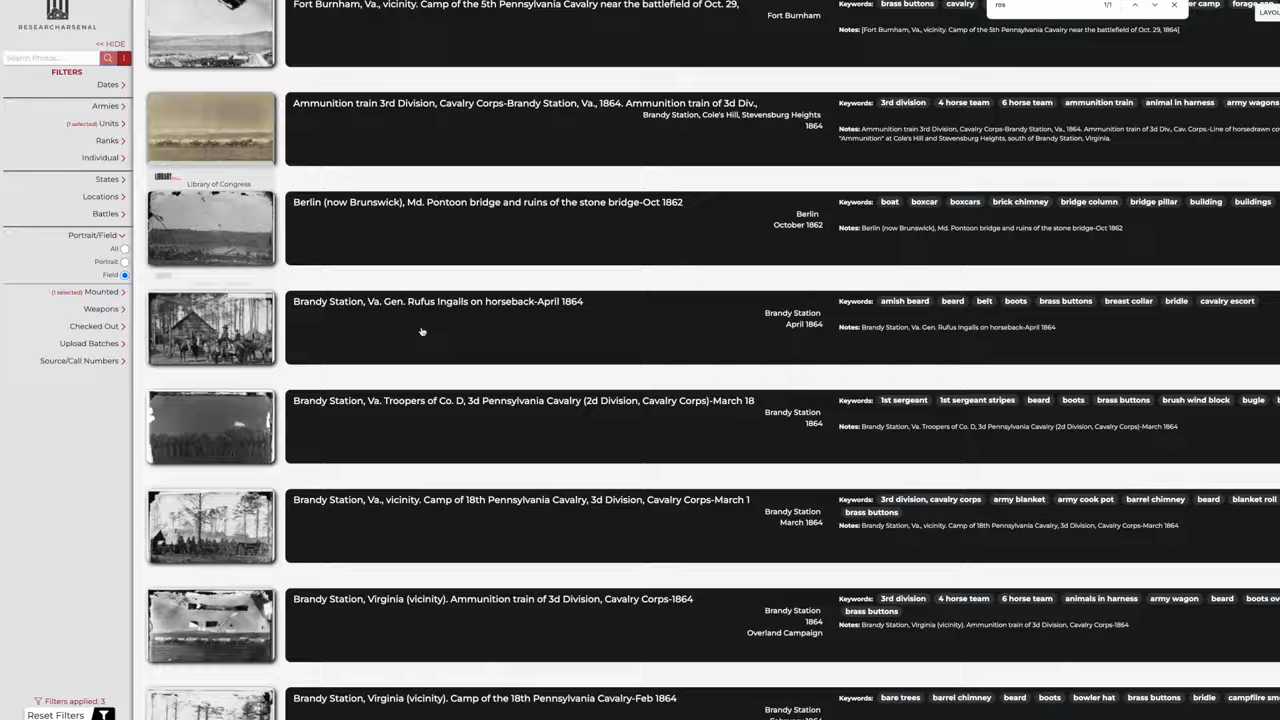 RESEARCHARSENAL
<< HIDE
Search Photos...
FILTERS
Dates
Armies
(1 selected) Units
Ranks
Individual
States
Locations
Battles
Portrait/Field
All
Portrait
Field
(1 selected) Mounted
Weapons
Checked Out
Upload Batches
Source/Call Numbers
Filters applied: 3
Reset Filters
ros 1/1
LAYOU
Fort Burnham, Va., vicinity. Camp of the 5th Pennsylvania Cavalry near the battlefield of Oct. 29,
Fort Burnham
Keywords: brass buttons cavalry er camp forage cap
Notes: [Fort Burnham, Va., vicinity. Camp of the 5th Pennsylvania Cavalry near the battlefield of Oct. 29, 1864]
Ammunition train 3rd Division, Cavalry Corps-Brandy Station, Va., 1864. Ammunition train of 3d Div.,
Brandy Station, Cole's Hill, Stevensburg Heights
1864
Keywords: 3rd division 4 horse team 6 horse team ammunition train animal in harness army wagons
Notes: Ammunition train 3rd Division, Cavalry Corps-Brandy Station, Va., 1864. Ammunition train of 3d Div., Cav. Corps.-Line of horsedrawn co
"Ammunition" at Cole's Hill and Stevensburg Heights, south of Brandy Station, Virginia.
LIBRARY
Library of Congress
Berlin (now Brunswick), Md. Pontoon bridge and ruins of the stone bridge-Oct 1862
Berlin
October 1862
Keywords: boat boxcar boxcars brick chimney bridge column bridge pillar building buildings
Notes: Berlin (now Brunswick), Md. Pontoon bridge and ruins of the stone bridge-Oct 1862
Brandy Station, Va. Gen. Rufus Ingalls on horseback-April 1864
Brandy Station
April 1864
Keywords: amish beard beard belt boots brass buttons breast collar bridle cavalry escort
Notes: Brandy Station, Va. Gen. Rufus Ingalls on horseback-April 1864
Brandy Station, Va. Troopers of Co. D, 3d Pennsylvania Cavalry (2d Division, Cavalry Corps)-March 18
Brandy Station
1864
Keywords: 1st sergeant 1st sergeant stripes beard boots brass buttons brush wind block bugle
Notes: Brandy Station, Va. Troopers of Co. D, 3d Pennsylvania Cavalry (2d Division, Cavalry Corps)-March 1864
Brandy Station, Va., vicinity. Camp of 18th Pennsylvania Cavalry, 3d Division, Cavalry Corps-March 1
Brandy Station
March 1864
Keywords: 3rd division, cavalry corps army blanket army cook pot barrel chimney beard blanket roll
brass buttons
Notes: Brandy Station, Va., vicinity. Camp of 18th Pennsylvania Cavalry, 3d Division, Cavalry Corps-March 1864
Brandy Station, Virginia (vicinity). Ammunition train of 3d Division, Cavalry Corps-1864
Brandy Station
1864
Overland Campaign
Keywords: 3rd division 4 horse team 6 horse team animals in harness army wagon beard boots ov
brass buttons
Notes: Brandy Station, Virginia (vicinity). Ammunition train of 3d Division, Cavalry Corps-1864
Brandy Station, Virginia (vicinity). Camp of the 18th Pennsylvania Cavalry-Feb 1864
Brandy Station
Keywords: bare trees barrel chimney beard boots bowler hat brass buttons bridle campfire sm